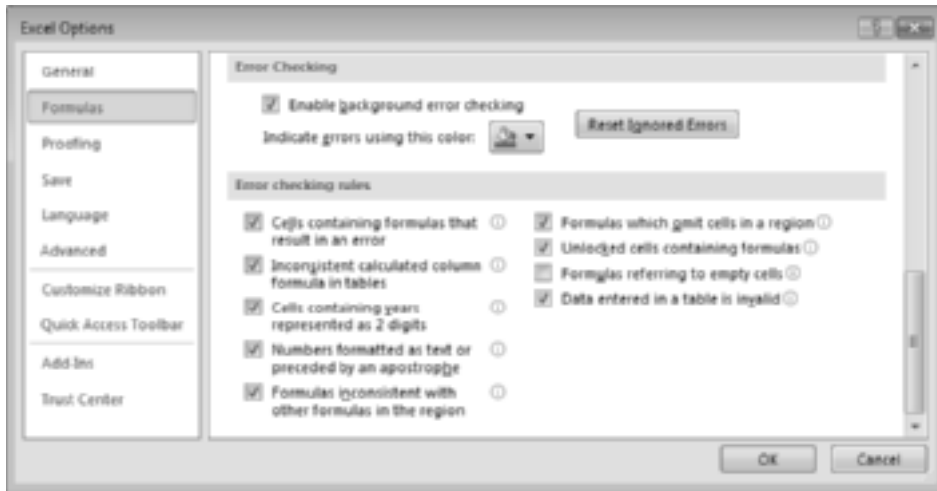 Excel Options
General
Formulas
Proofing
Save
Language
Advanced
Customize Ribbon
Quick Access Toolbar
Add-Ins
Trust Center
Error Checking
Enable background error checking
Indicate errors using this color:
Reset Ignored Errors
Error checking rules
Cells containing formulas that
result in an error
Inconsistent calculated column
formula in tables
Cells containing years
represented as 2 digits
Numbers formatted as text or
preceded by an apostrophe
Formulas inconsistent with
other formulas in the region
Formulas which omit cells in a region
Unlocked cells containing formulas
Formulas referring to empty cells
Data entered in a table is invalid
OK
Cancel